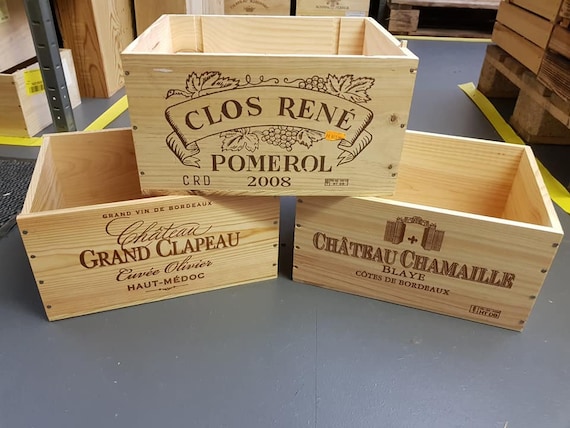 CLOS RENÉ
POMEROL
CRD 2008
GRAND VIN DE BORDEAUX
Château
GRAND CLAPEAU
Cuvée Olivier
HAUT-MÉDOC
CHÂTEAU CHAMAILLE
BLAYE
CÔTES DE BORDEAUX